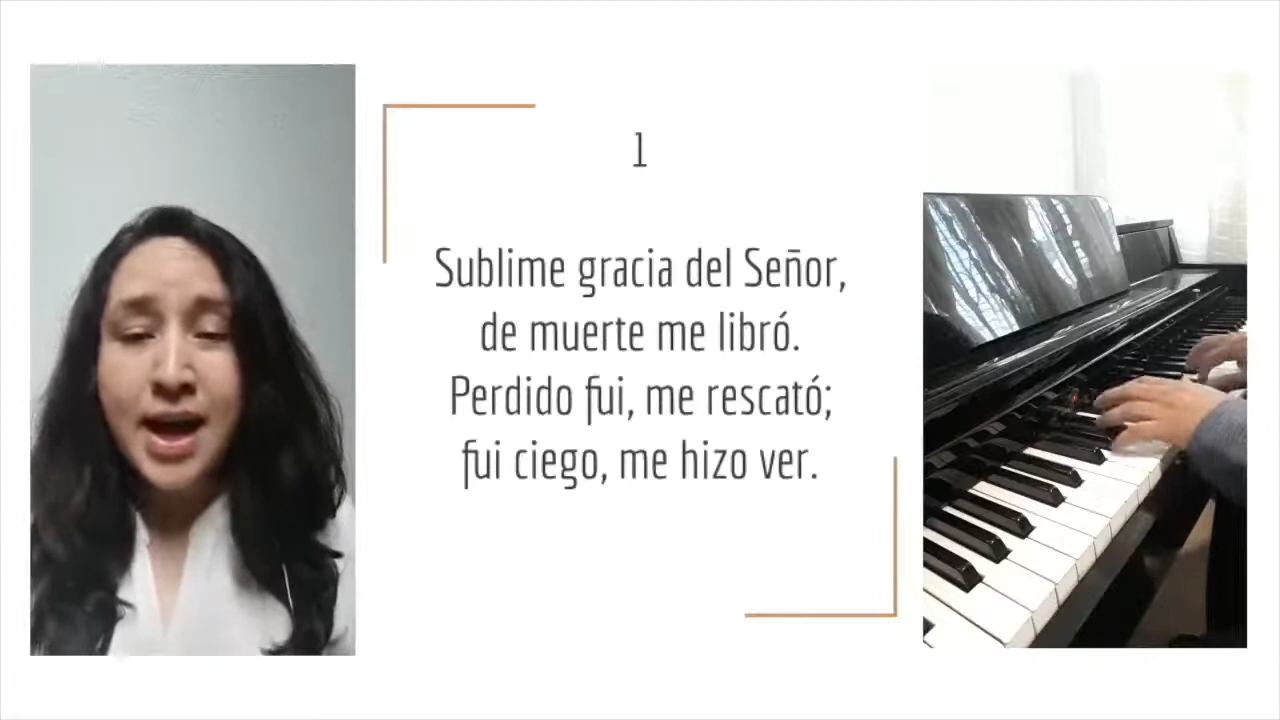 1
Sublime gracia del Señor,
de muerte me libró.
Perdido fui, me rescató;
fui ciego, me hizo ver.